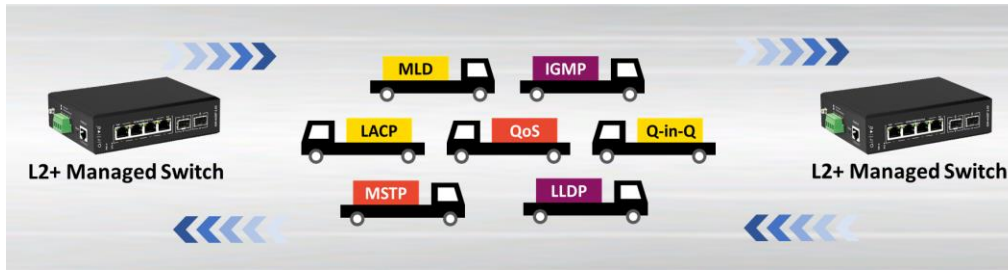 MLD
IGMP
LACP
QoS
Q-in-Q
L2+ Managed Switch
L2+ Managed Switch
MSTP
LLDP